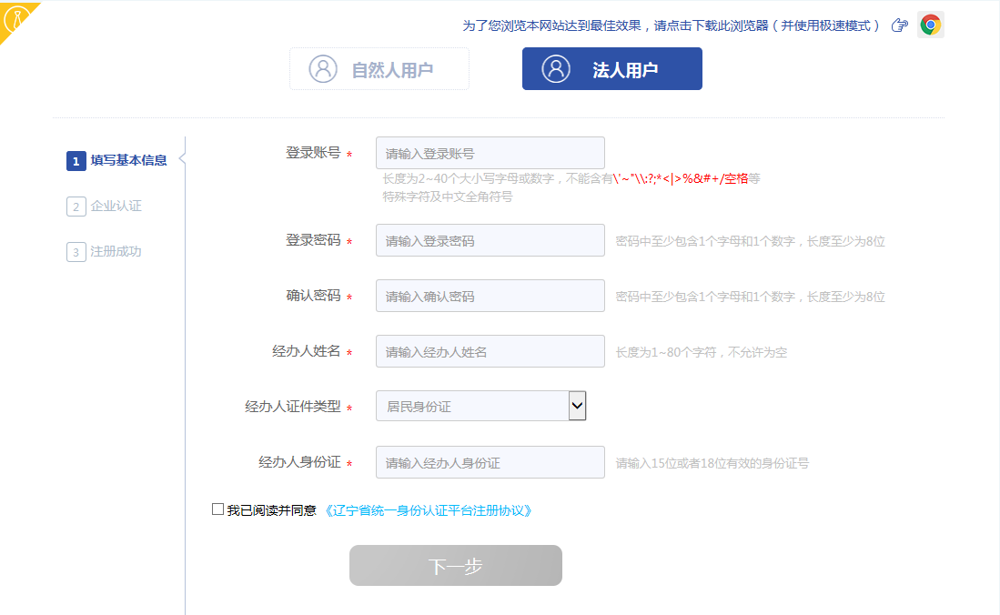 为了您浏览本网站达到最佳效果，请点击下载此浏览器（并使用极速模式）
自然人用户
法人用户
1 填写基本信息
2 企业认证
3 注册成功
登录账号 * 请输入登录账号
长度为2~40个大小写字母或数字，不能含有\'~"\\:?;*<|>%&#+/空格等
特殊字符及中文全角符号
登录密码 * 请输入登录密码 密码中至少包含1个字母和1个数字，长度至少为8位
确认密码 * 请输入确认密码 密码中至少包含1个字母和1个数字，长度至少为8位
经办人姓名 * 请输入经办人姓名 长度为1~80个字符，不允许为空
经办人证件类型 * 居民身份证
经办人身份证 * 请输入经办人身份证 请输入15位或者18位有效的身份证号
我已阅读并同意 《辽宁省统一身份认证平台注册协议》
下一步